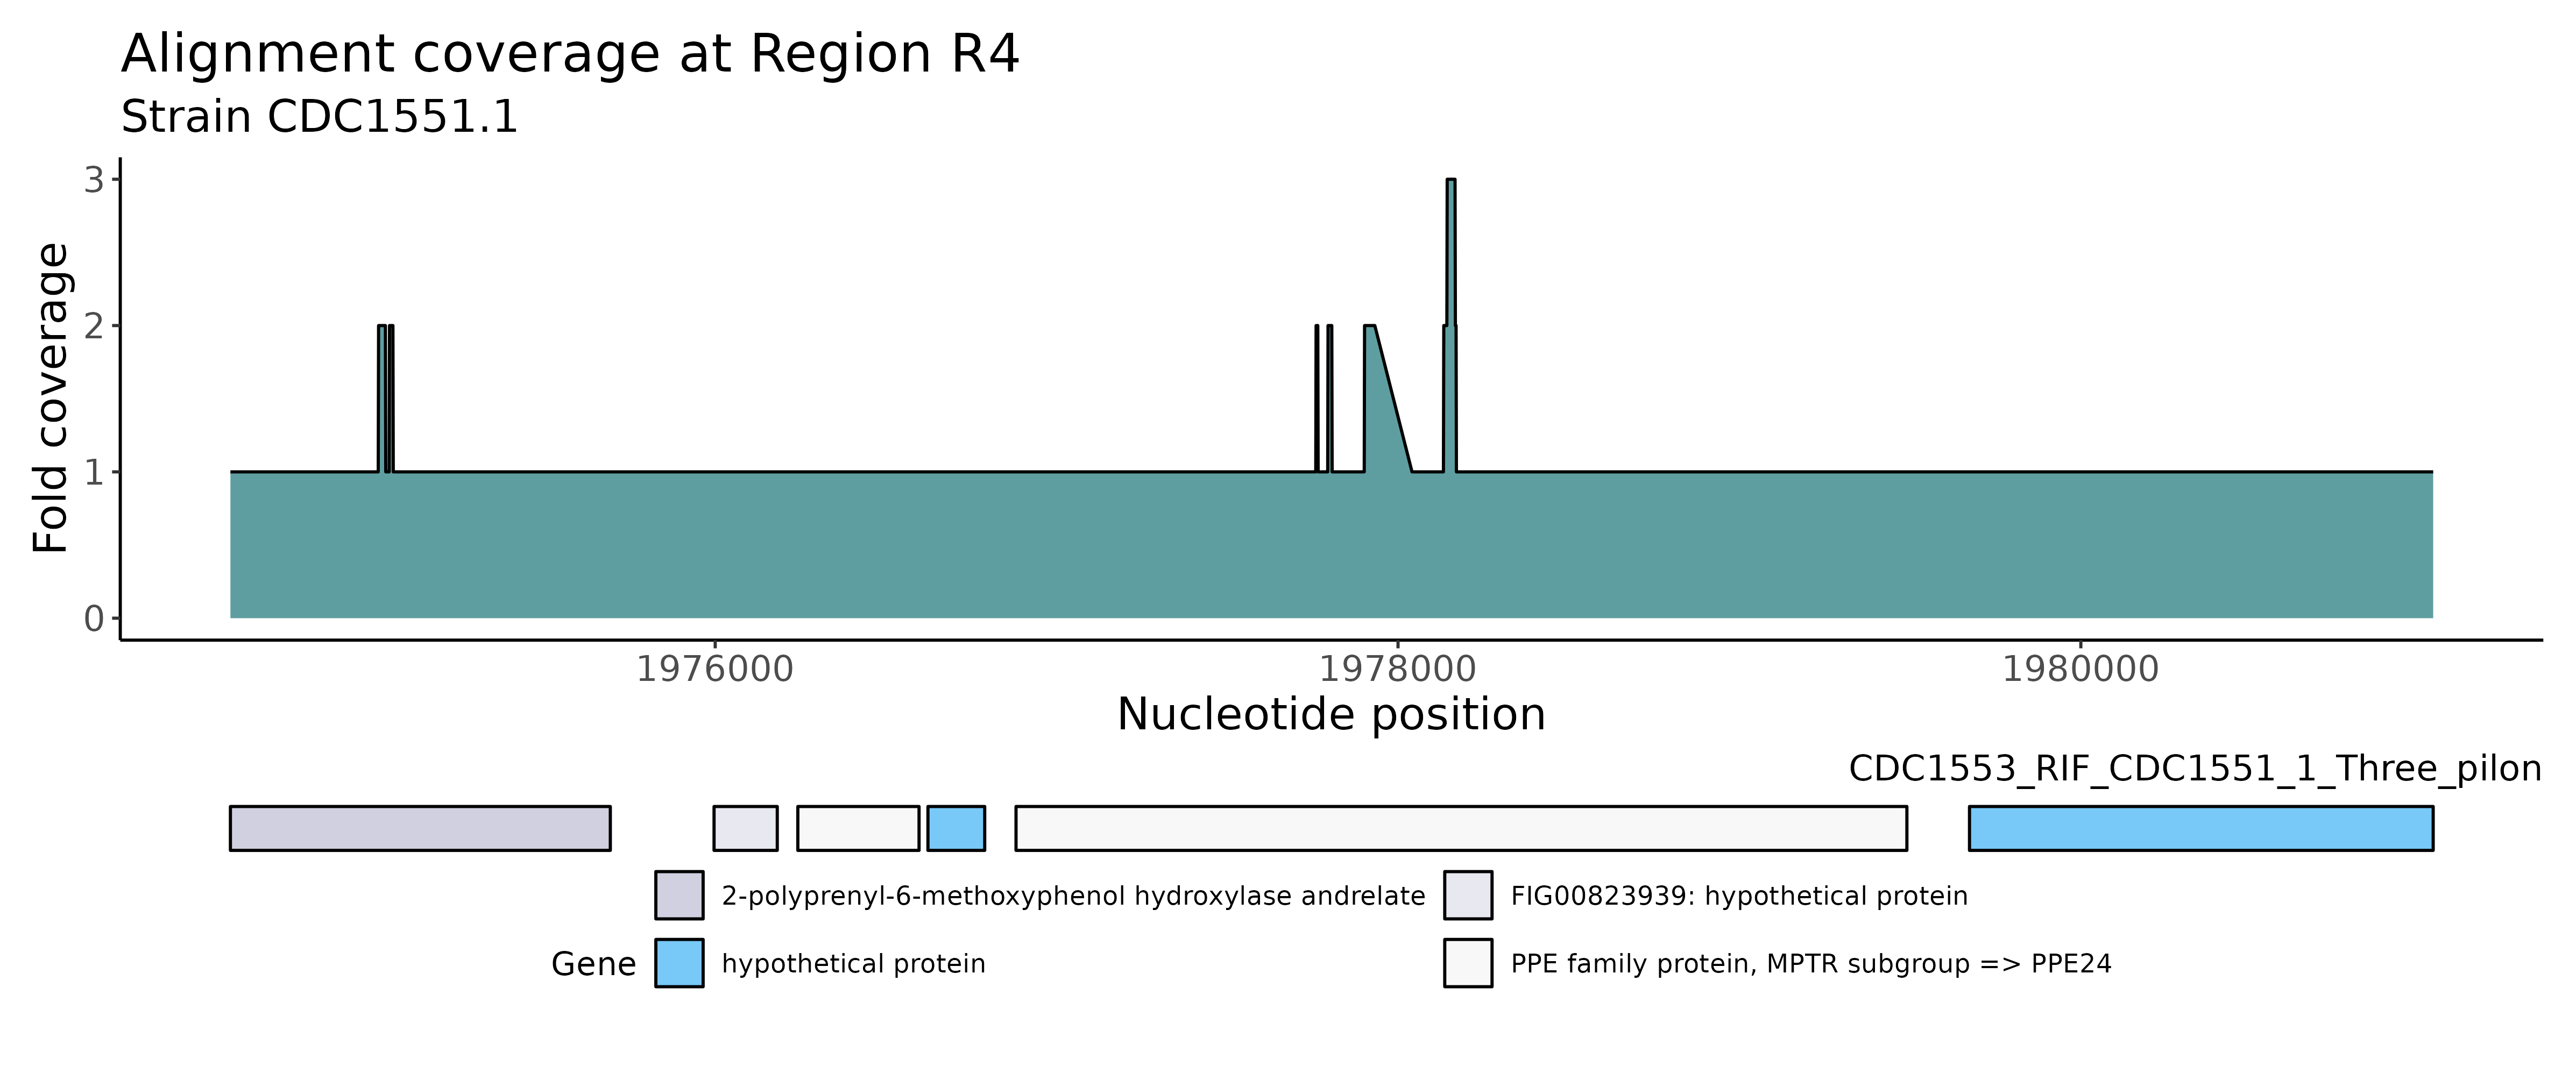 Alignment coverage at Region R4
Strain CDC1551.1
Fold coverage
3
2
1
0
1976000 1978000 1980000
Nucleotide position
CDC1553_RIF_CDC1551_1_Three_pilon
Gene
2-polyprenyl-6-methoxyphenol hydroxylase andrelate
FIG00823939: hypothetical protein
hypothetical protein
PPE family protein, MPTR subgroup => PPE24